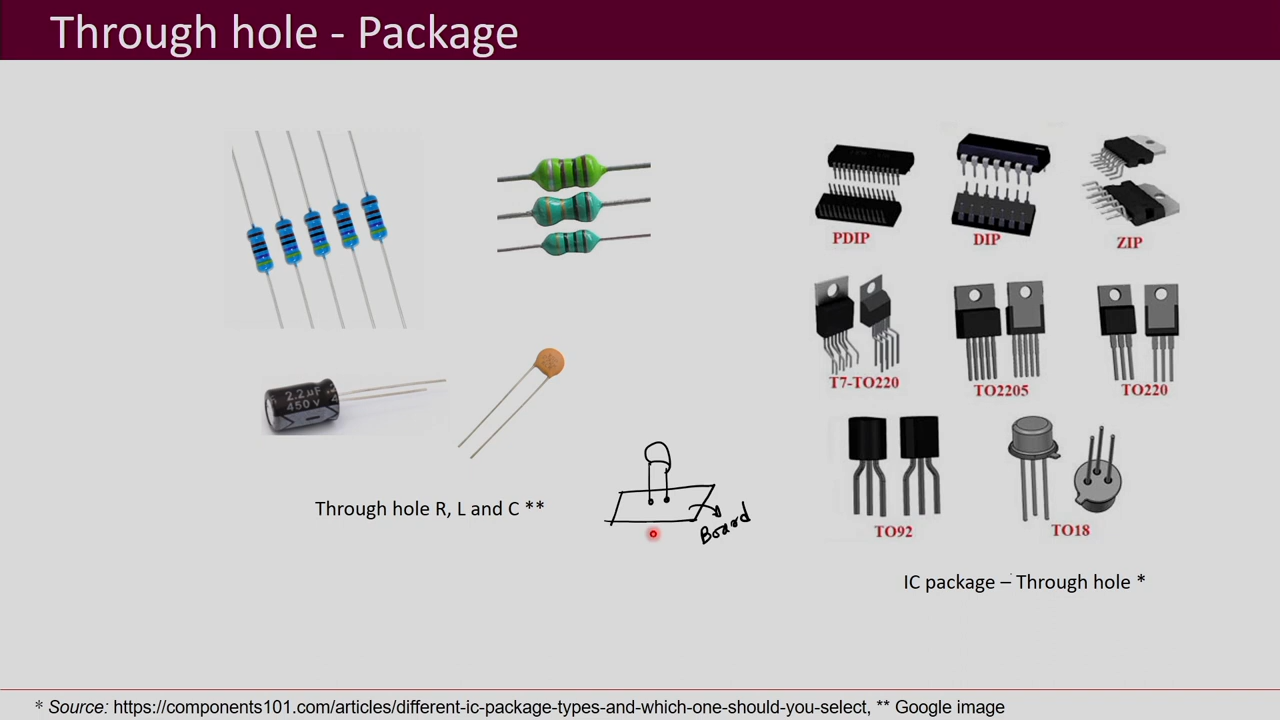 Through hole - Package
2.2µF
450V
PDIP
DIP
ZIP
T7-TO220
TO2205
TO220
TO92
TO18
Board
Through hole R, L and C **
IC package – Through hole *
* Source: https://components101.com/articles/different-ic-package-types-and-which-one-should-you-select, ** Google image